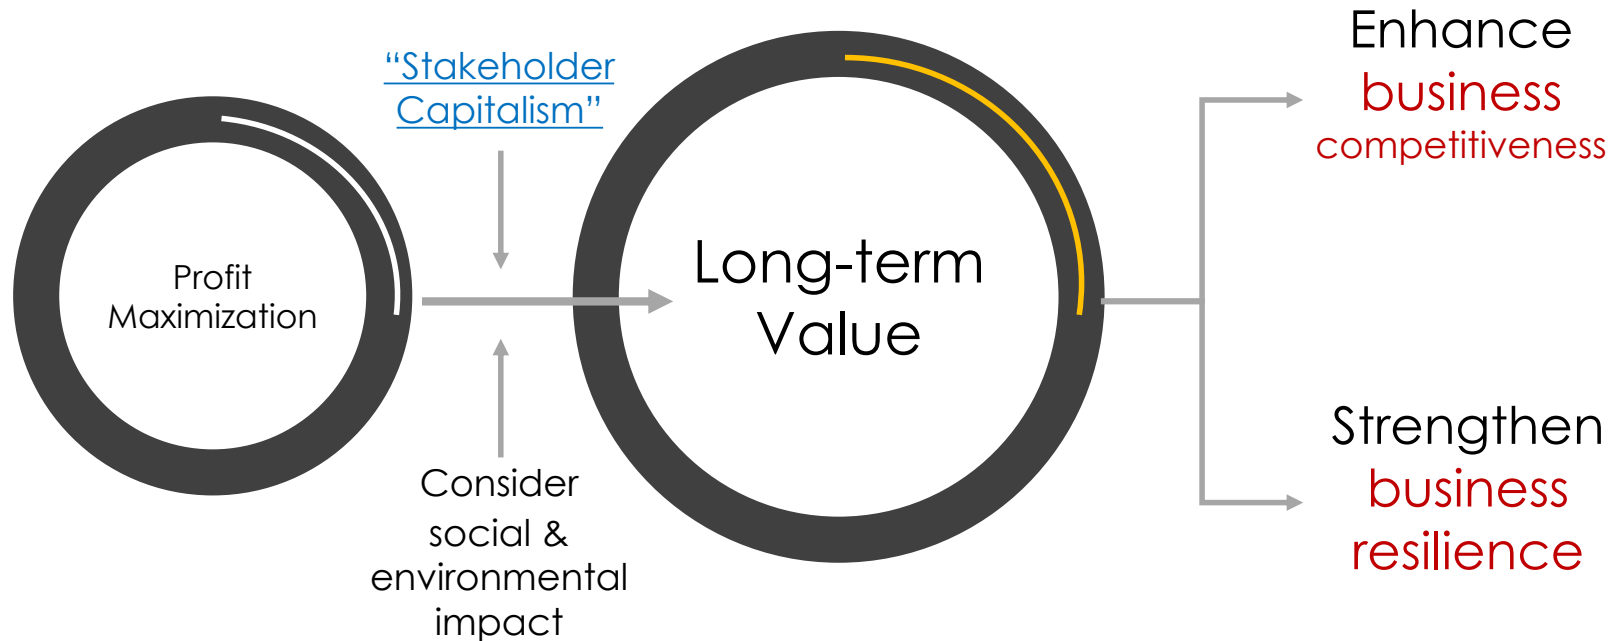 Profit
Maximization
“Stakeholder
Capitalism”
Consider
social &
environmental
impact
Long-term
Value
Enhance
business
competitiveness
Strengthen
business
resilience